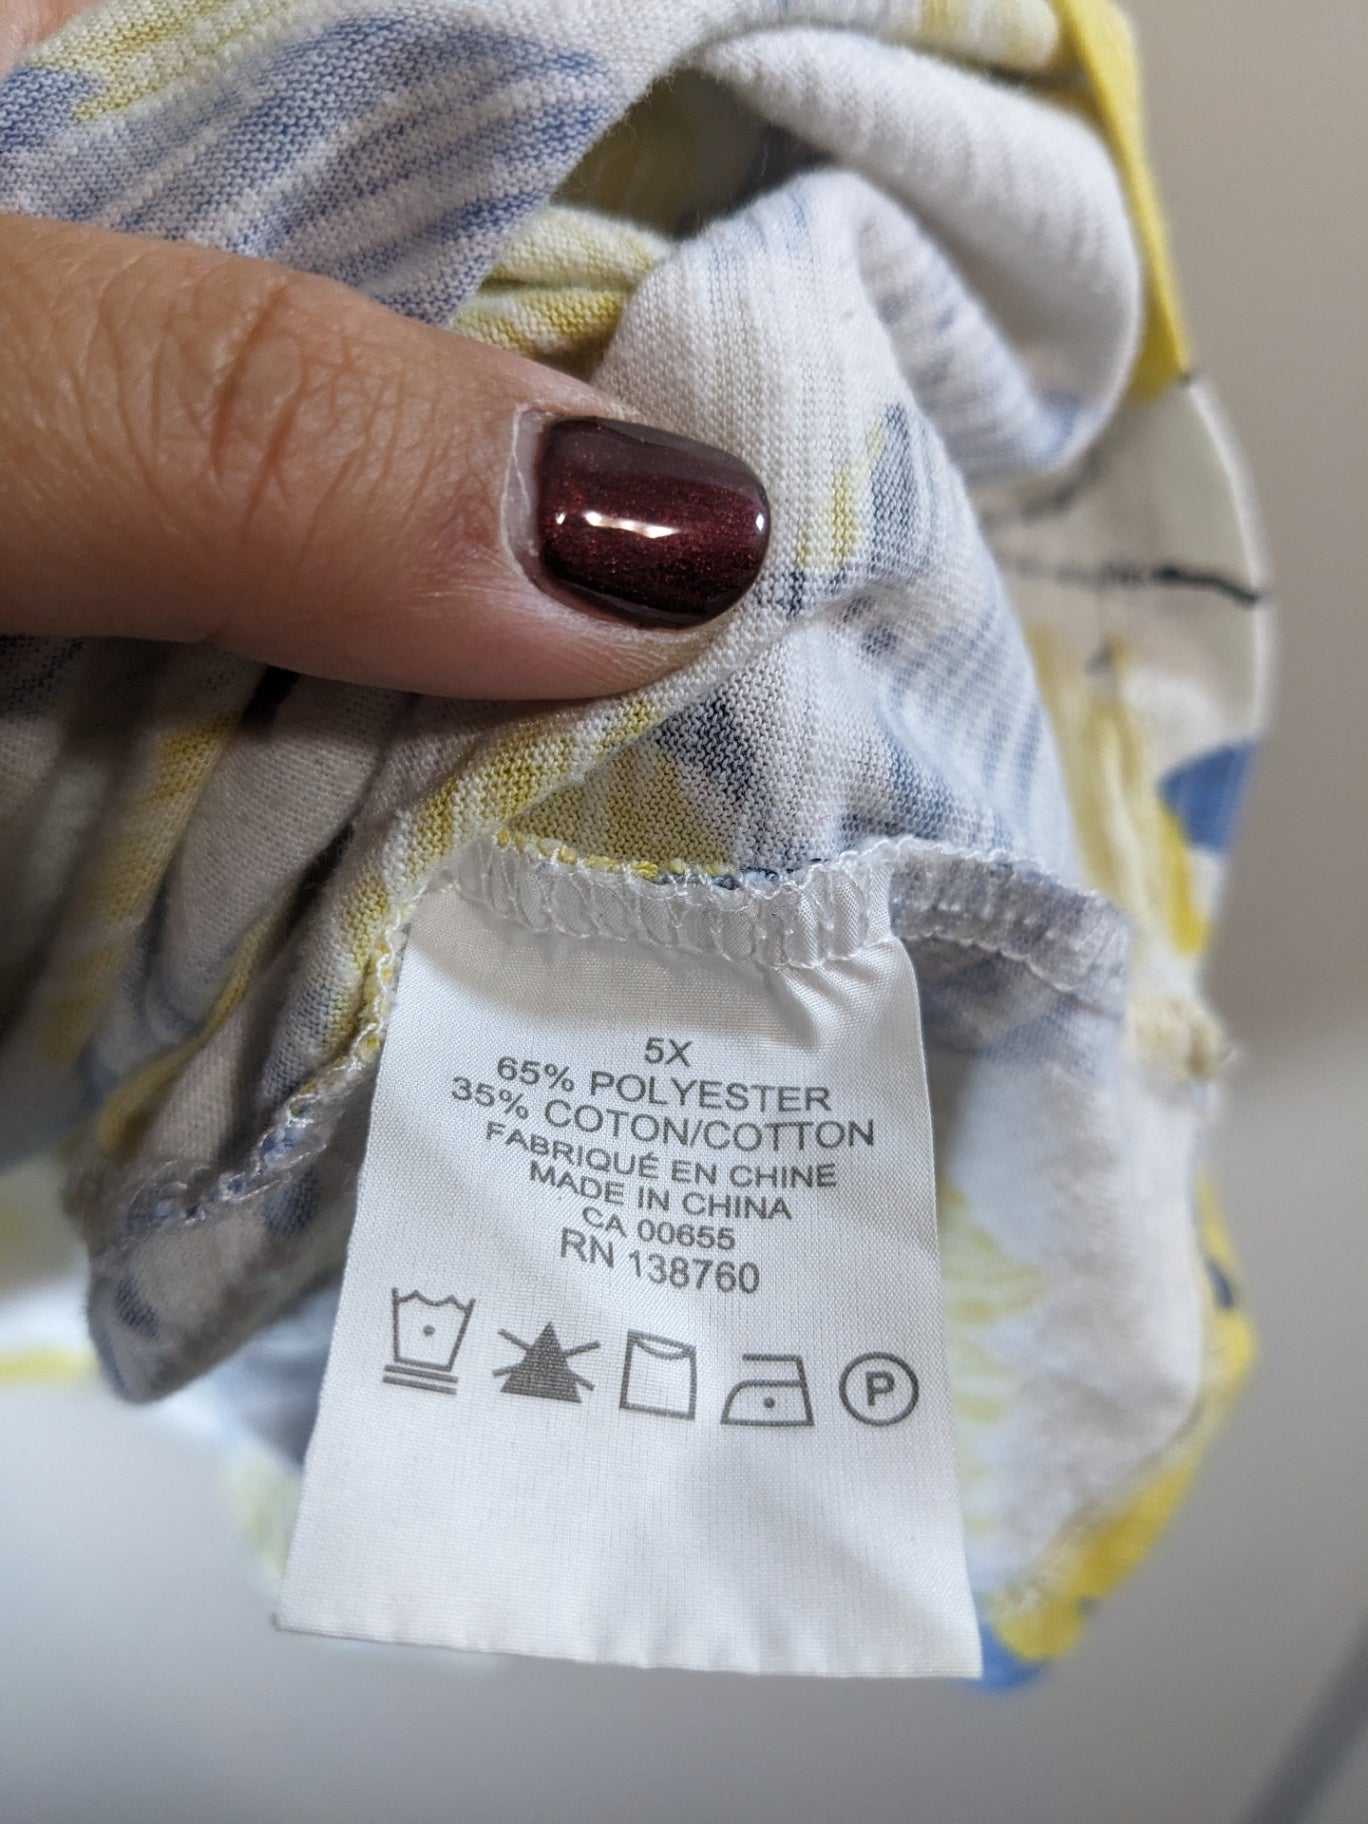 5X
65% POLYESTER
35% COTON/COTTON
FABRIQUÉ EN CHINE
MADE IN CHINA
CA 00655
RN 138760
P